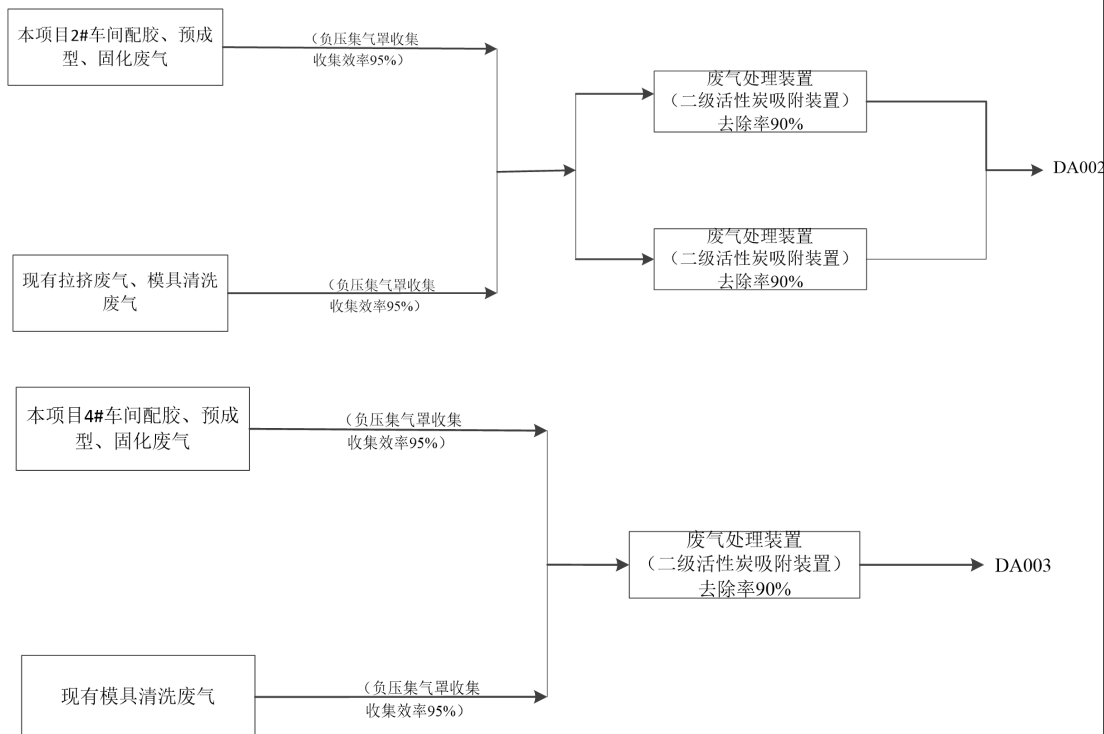 本项目2#车间配胶、预成
型、固化废气
（负压集气罩收集
收集效率95%）
废气处理装置
（二级活性炭吸附装置）
去除率90%
DA002
废气处理装置
（二级活性炭吸附装置）
去除率90%
现有拉挤废气、模具清洗
废气
（负压集气罩收集
收集效率95%）
本项目4#车间配胶、预成
型、固化废气
（负压集气罩收集
收集效率95%）
废气处理装置
（二级活性炭吸附装置）
去除率90%
DA003
现有模具清洗废气
（负压集气罩收集
收集效率95%）